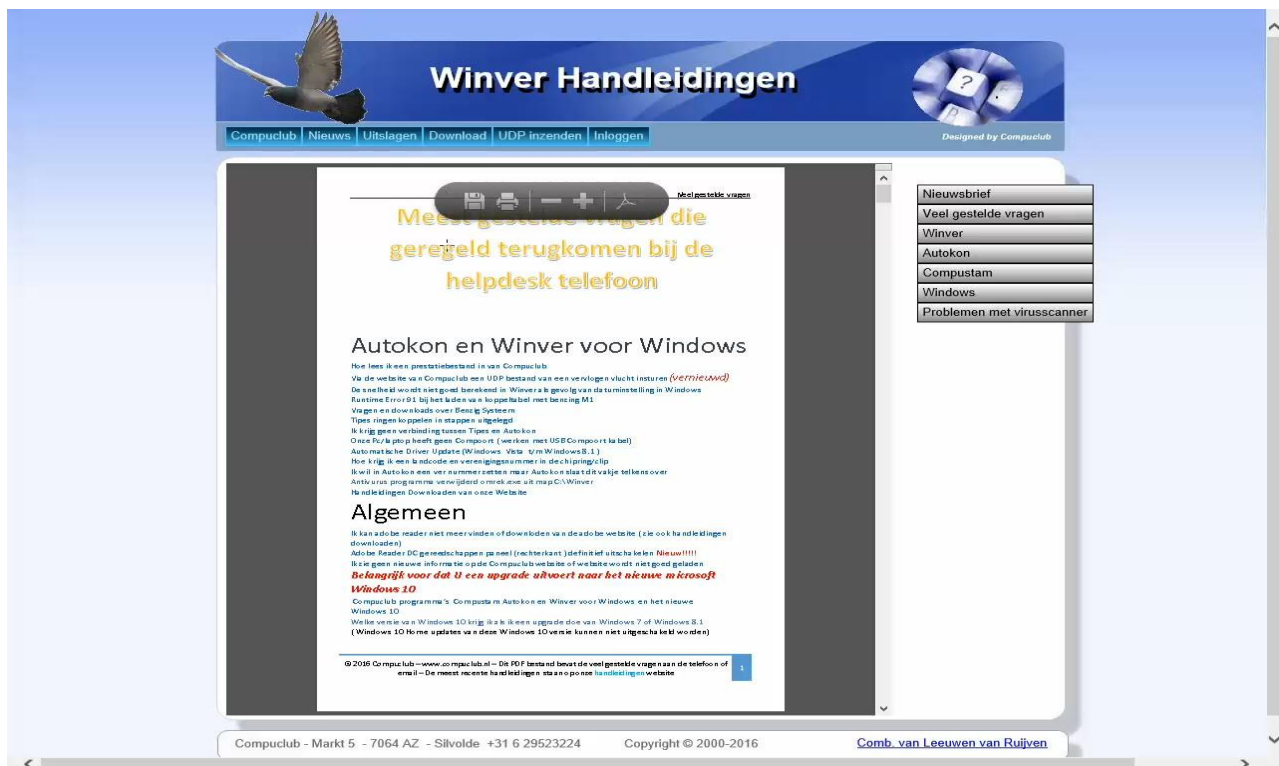 Winver Handleidingen
Compuclub Nieuws Uitslagen Download UDP inzenden Inloggen
Designed by Compuclub
Veel gestelde vragen
Meest gestelde vragen die
geregeld terugkomen bij de
helpdesk telefoon
Autokon en Winver voor Windows
Hoe lees ik een prestatiebestand in van Compuclub
Via de website van Compuclub een UDP bestand van een vervlogen vlucht insturen (vernieuwd)
De snelheid wordt niet goed berekend in Winver als gevolg van datuminstelling in Windows
Runtime Error 91 bij het laden van koppeltabel met benzing M1
Vragen en downloads over Benzig Systeem
Tipes ringen koppelen in stappen uitgelegd
Ik krijg geen verbinding tussen Tipes en Autokon
Onze Pc/laptop heeft geen Compoort (werken met USB Compoort kabel)
Automatische Driver Update (Windows Vista t/m Windows 8.1)
Hoe krijg ik een landcode en verenigingsnummer in de chipring/clip
Ik wil in Autokon een ver nummer zetten maar Autokon slaat dit vakje telkens over
Antivurus programma verwijderd omrek.exe uit map C:\Winver
Handleidingen Downloaden van onze Website
Algemeen
Ik kan adobe reader niet meer vinden of downloden van de adobe website (zie ook handleidingen
downloaden)
Adobe Reader DC gereedschappen paneel (rechterkant) definitief uitschakelen Nieuw!!!!!
Ik zie geen nieuwe informatie op de Compuclub website of website wordt niet goed geladen
Belangrijk voor dat U een upgrade uitvoert naar het nieuwe microsoft
Windows 10
Compuclub programma's Compustam Autokon en Winver voor Windows en het nieuwe
Windows 10
Welke versie van Windows 10 krijg ik als ik een upgrade doe van Windows 7 of Windows 8.1
(Windows 10 Home updates van deze Windows 10 versie kunnen niet uitgeschakeld worden)
© 2016 Compuclub – www.compuclub.nl – Dit PDF bestand bevat de veel gestelde vragen aan de telefoon of
email – De meest recente handleidingen staan op onze handleidingen website
1
Nieuwsbrief
Veel gestelde vragen
Winver
Autokon
Compustam
Windows
Problemen met virusscanner
Compuclub - Markt 5 - 7064 AZ - Silvolde +31 6 29523224 Copyright © 2000-2016 Comb. van Leeuwen van Ruijven